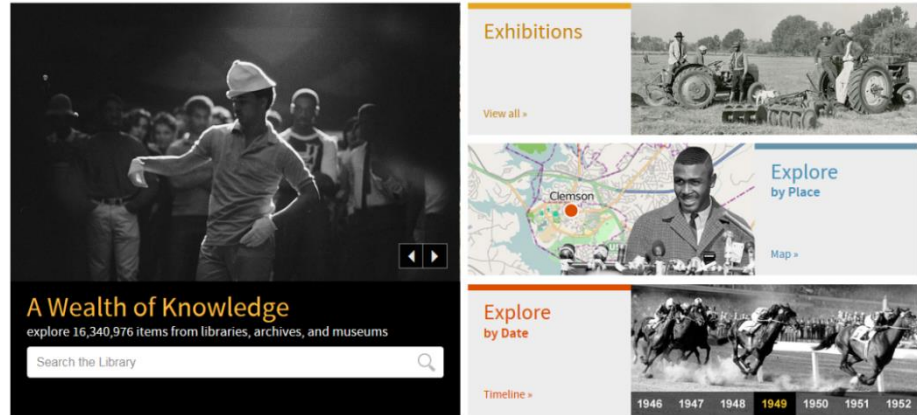 A Wealth of Knowledge
explore 16,340,976 items from libraries, archives, and museums
Search the Library
Exhibitions
View all »
Clemson
Explore
by Place
Map »
Explore
by Date
Timeline »
1946 1947 1948 1949 1950 1951 1952